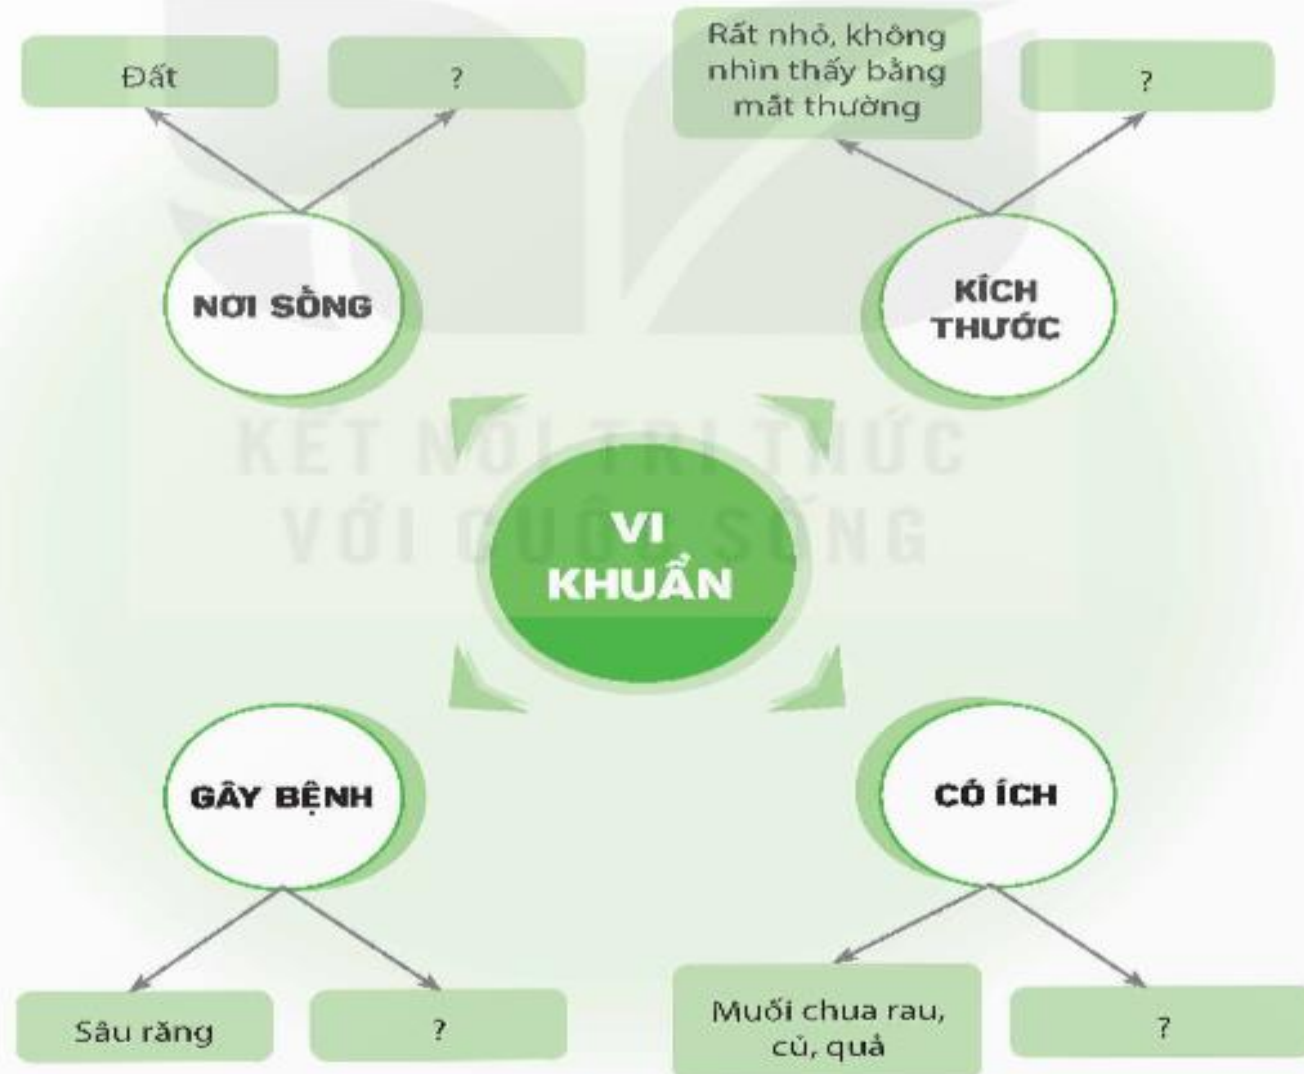 Đất
?
Rất nhỏ, không
nhìn thấy bằng
mắt thường
?
NƠI SỐNG
KÍCH
THƯỚC
KẾT NỐI TRI THỨC
VỚI CUỘC SỐNG
VI
KHUẨN
GÂY BỆNH
CÓ ÍCH
Sâu răng
?
Muối chua rau,
củ, quả
?